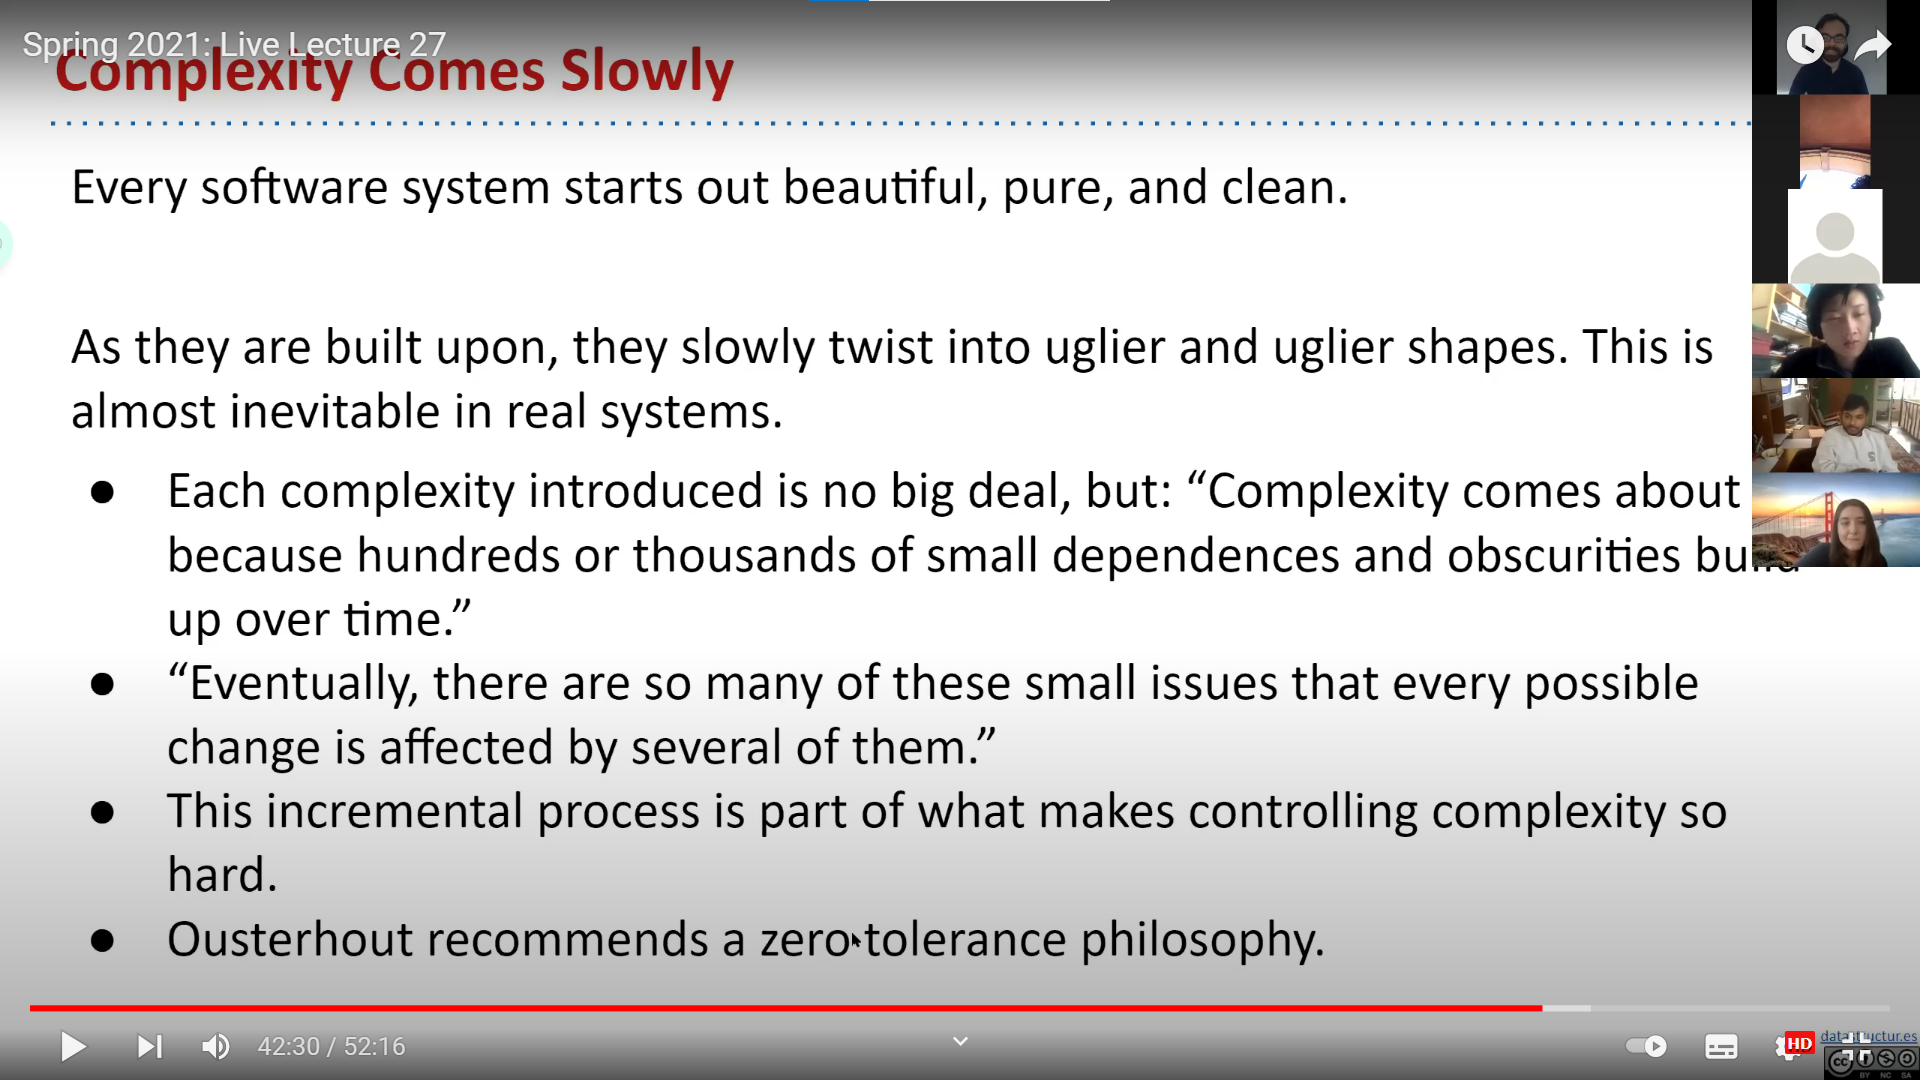 Spring 2021: Live Lecture 27
Complexity Comes Slowly
Every software system starts out beautiful, pure, and clean.
As they are built upon, they slowly twist into uglier and uglier shapes. This is
almost inevitable in real systems.
● Each complexity introduced is no big deal, but: “Complexity comes about
because hundreds or thousands of small dependences and obscurities build
up over time.”
● “Eventually, there are so many of these small issues that every possible
change is affected by several of them.”
● This incremental process is part of what makes controlling complexity so
hard.
● Ousterhout recommends a zero tolerance philosophy.
42:30 / 52:16
HD
datastructur.es
cc
BY NC SA